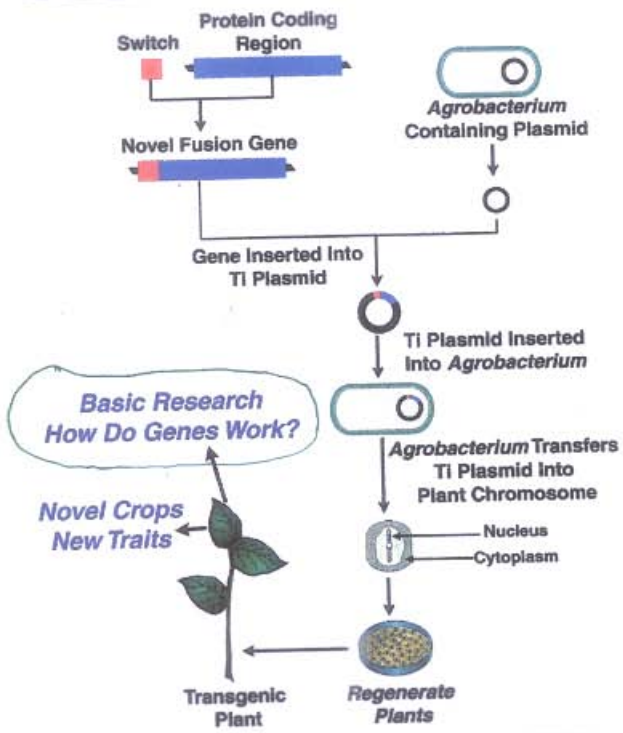 Switch
Protein Coding
Region
Agrobacterium
Containing Plasmid
Novel Fusion Gene
Gene Inserted Into
Ti Plasmid
Ti Plasmid Inserted
Into Agrobacterium
Basic Research
How Do Genes Work?
Agrobacterium Transfers
Ti Plasmid Into
Plant Chromosome
Novel Crops
New Traits
Nucleus
Cytoplasm
Transgenic
Plant
Regenerate
Plants